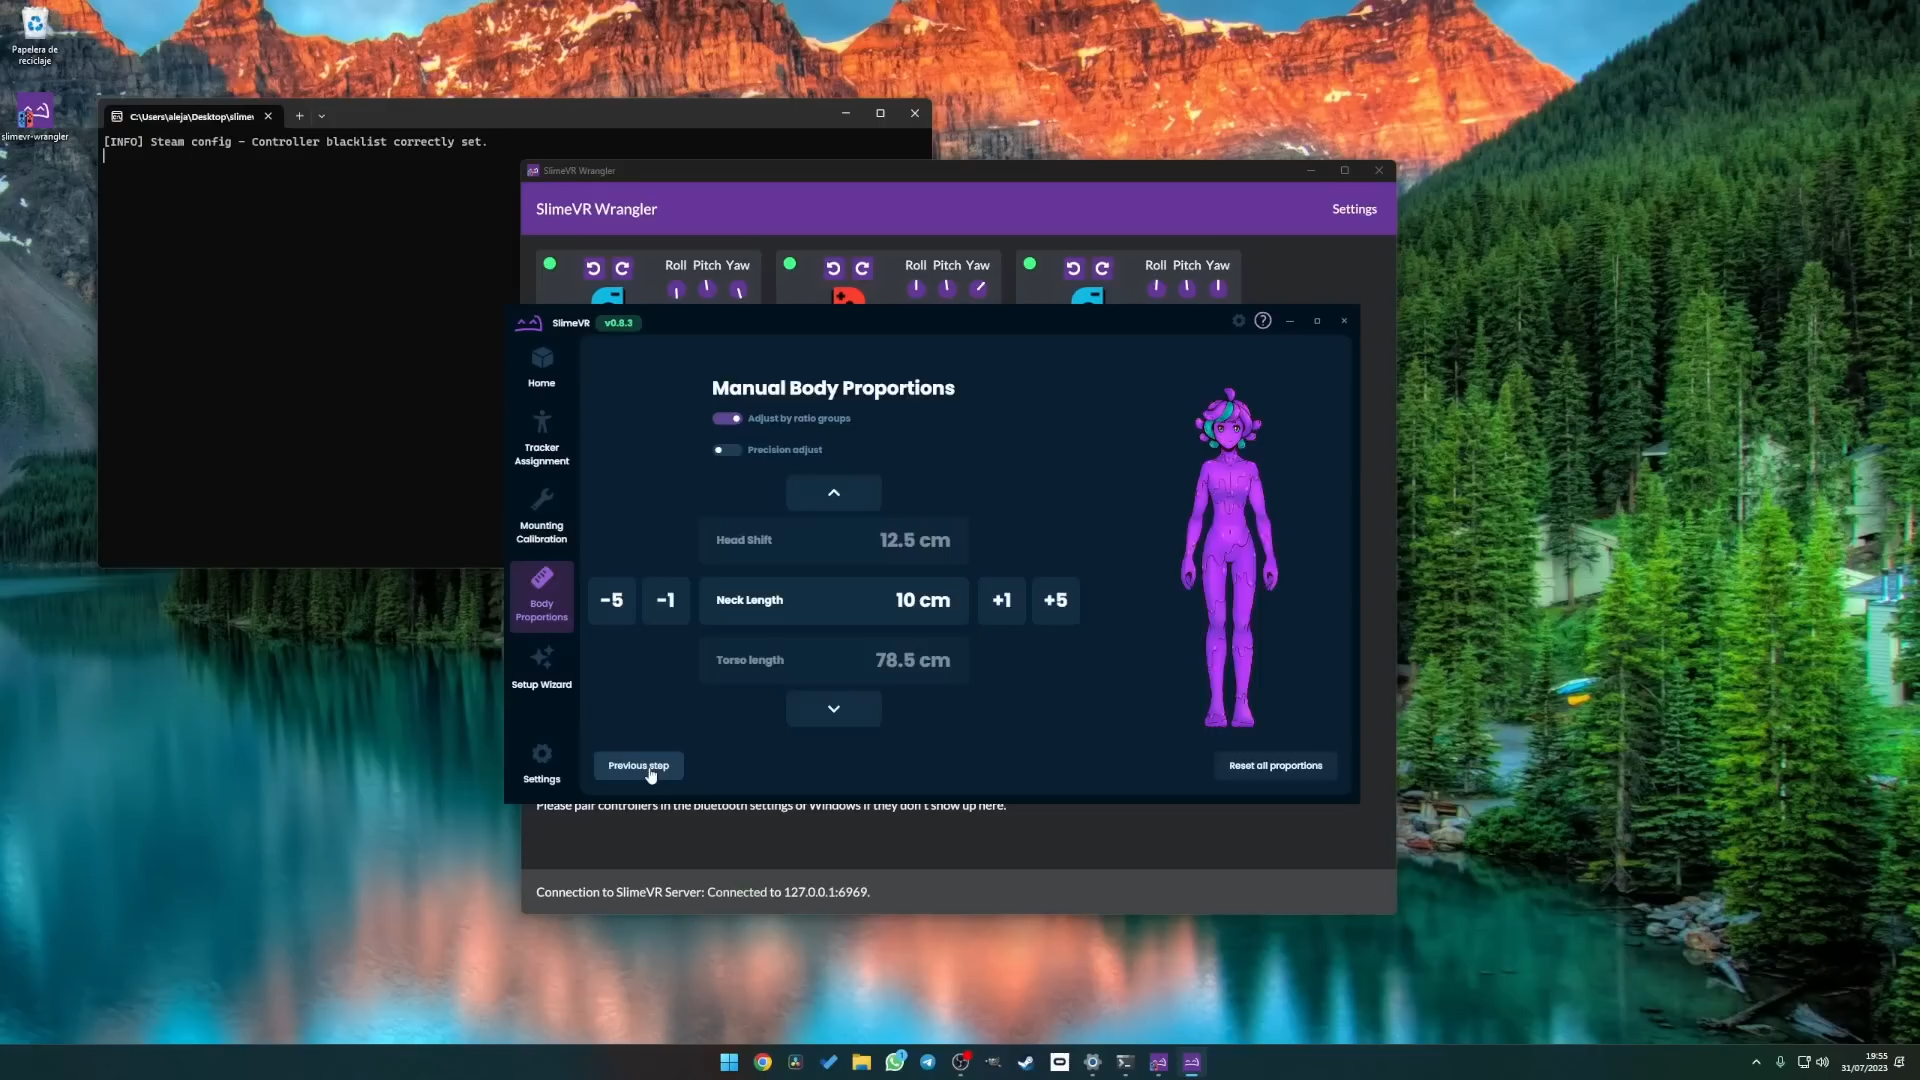 Papelera de
reciclaje
slimevr-wrangler
C:\Users\aleja\Desktop\slimev
[INFO] Steam config - Controller blacklist correctly set.
SlimeVR Wrangler
SlimeVR Wrangler
Settings
Roll Pitch Yaw
Roll Pitch Yaw
Roll Pitch Yaw
SlimeVR
v0.8.3
Home
Tracker
Assignment
Mounting
Calibration
Body
Proportions
Setup Wizard
Settings
Manual Body Proportions
Adjust by ratio groups
Precision adjust
Head Shift
12.5 cm
-5
-1
Neck Length
10 cm
+1
+5
Torso length
78.5 cm
Previous step
Reset all proportions
Please pair controllers in the bluetooth settings of Windows if they don't show up here.
Connection to SlimeVR Server: Connected to 127.0.0.1:6969.
19:55
31/07/2023